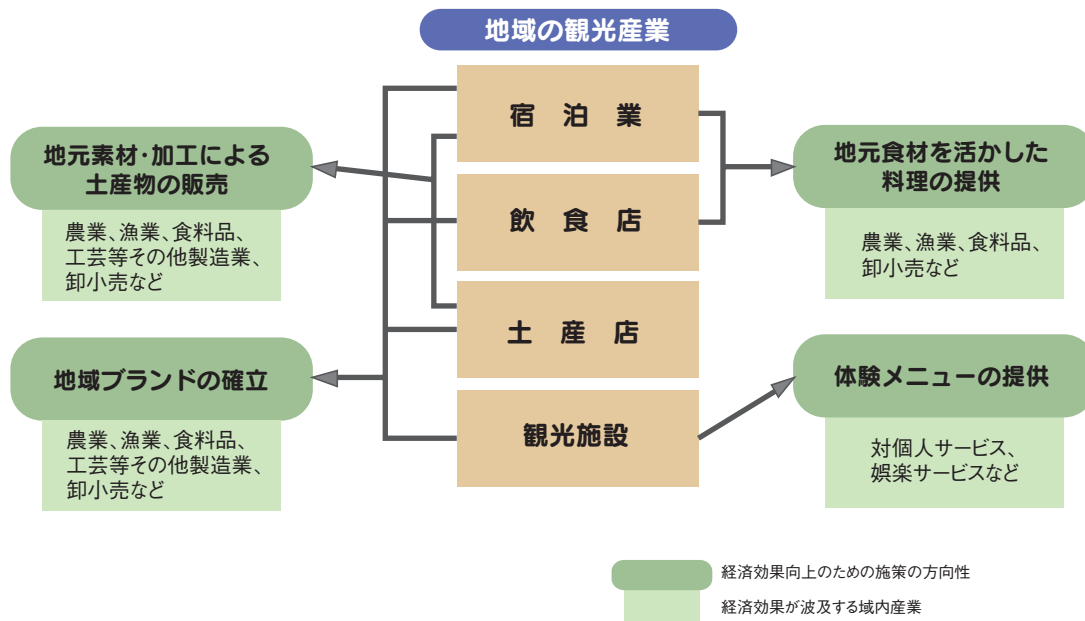 地域の観光産業
宿泊業
飲食店
土産店
観光施設
地元素材・加工による
土産物の販売
農業、漁業、食料品、
工芸等その他製造業、
卸小売など
地域ブランドの確立
農業、漁業、食料品、
工芸等その他製造業、
卸小売など
地元食材を活かした
料理の提供
農業、漁業、食料品、
卸小売など
体験メニューの提供
対個人サービス、
娯楽サービスなど
経済効果向上のための施策の方向性
経済効果が波及する域内産業